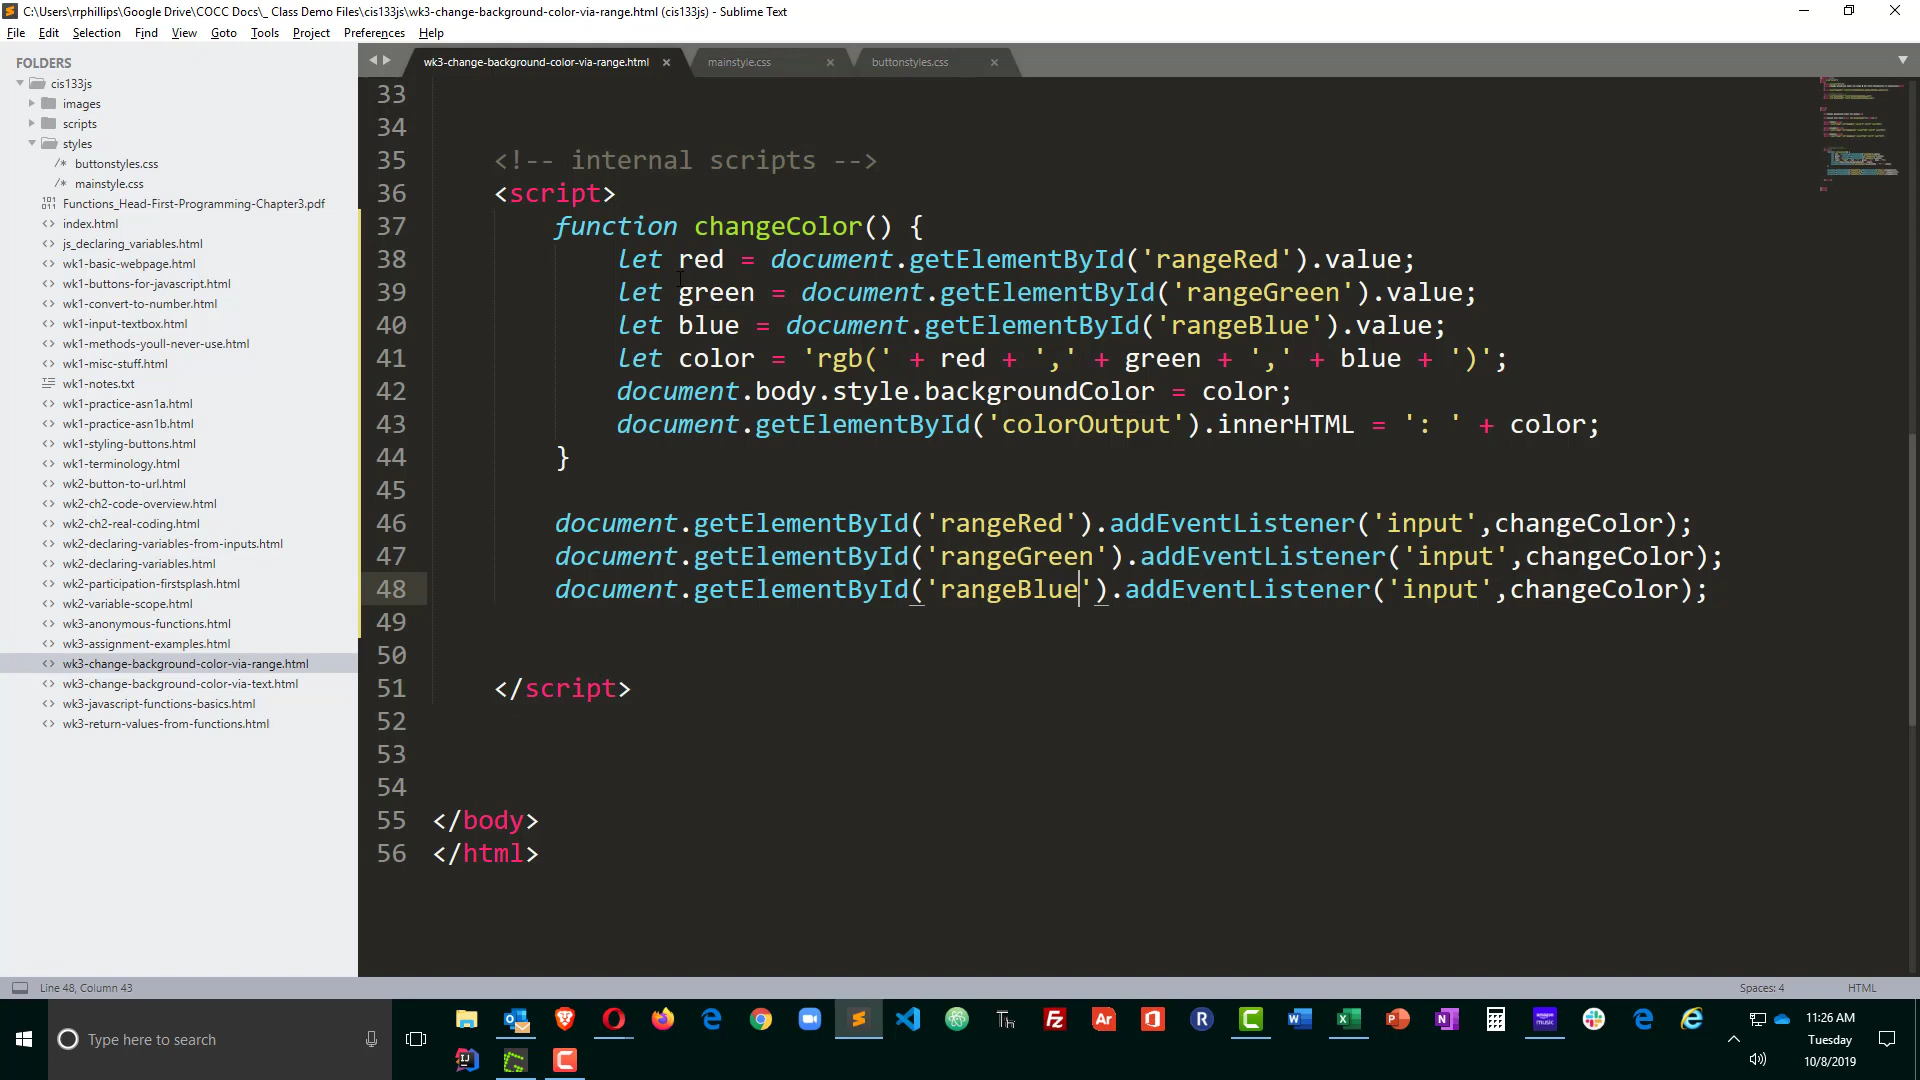 C:\Users\rrphillips\Google Drive\COCC Docs\_ Class Demo Files\cis133js\wk3-change-background-color-via-range.html (cis133js) - Sublime Text
File Edit Selection Find View Goto Tools Project Preferences Help
FOLDERS
cis133js
images
scripts
styles
/* buttonstyles.css
/* mainstyle.css
Functions_Head-First-Programming-Chapter3.pdf
<> index.html
<> js_declaring_variables.html
<> wk1-basic-webpage.html
<> wk1-buttons-for-javascript.html
<> wk1-convert-to-number.html
<> wk1-input-textbox.html
<> wk1-methods-youll-never-use.html
<> wk1-misc-stuff.html
wk1-notes.txt
<> wk1-practice-asn1a.html
<> wk1-practice-asn1b.html
<> wk1-styling-buttons.html
<> wk1-terminology.html
<> wk2-button-to-url.html
<> wk2-ch2-code-overview.html
<> wk2-ch2-real-coding.html
<> wk2-declaring-variables-from-inputs.html
<> wk2-declaring-variables.html
<> wk2-participation-firstsplash.html
<> wk2-variable-scope.html
<> wk3-anonymous-functions.html
<> wk3-assignment-examples.html
<> wk3-change-background-color-via-range.html
<> wk3-change-background-color-via-text.html
<> wk3-javascript-functions-basics.html
<> wk3-return-values-from-functions.html
wk3-change-background-color-via-range.html mainstyle.css buttonstyles.css
33
34
35 <!-- internal scripts -->
36 <script>
37 function changeColor() {
38 let red = document.getElementById('rangeRed').value;
39 let green = document.getElementById('rangeGreen').value;
40 let blue = document.getElementById('rangeBlue').value;
41 let color = 'rgb(' + red + ',' + green + ',' + blue + ')';
42 document.body.style.backgroundColor = color;
43 document.getElementById('colorOutput').innerHTML = ': ' + color;
44 }
45
46 document.getElementById('rangeRed').addEventListener('input',changeColor);
47 document.getElementById('rangeGreen').addEventListener('input',changeColor);
48 document.getElementById('rangeBlue').addEventListener('input',changeColor);
49
50
51 </script>
52
53
54
55 </body>
56 </html>
Line 48, Column 43
Spaces: 4 HTML
Type here to search
11:26 AM
Tuesday
10/8/2019